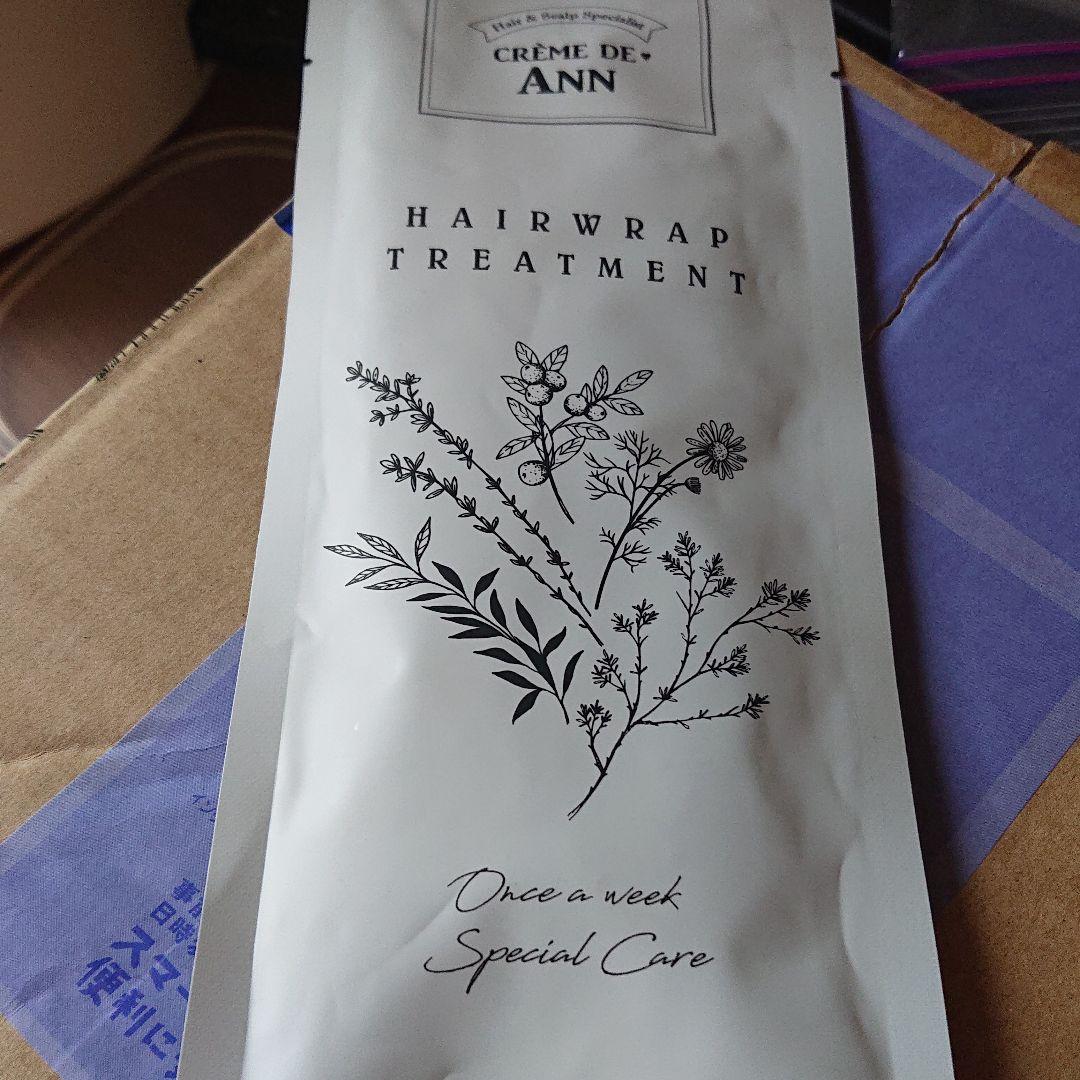 Hair & Scalp Specialist
CRÈME DE♥
ANN
HAIRWRAP
TREATMENT
Once a week
Special Care
日時
スマ
便利に